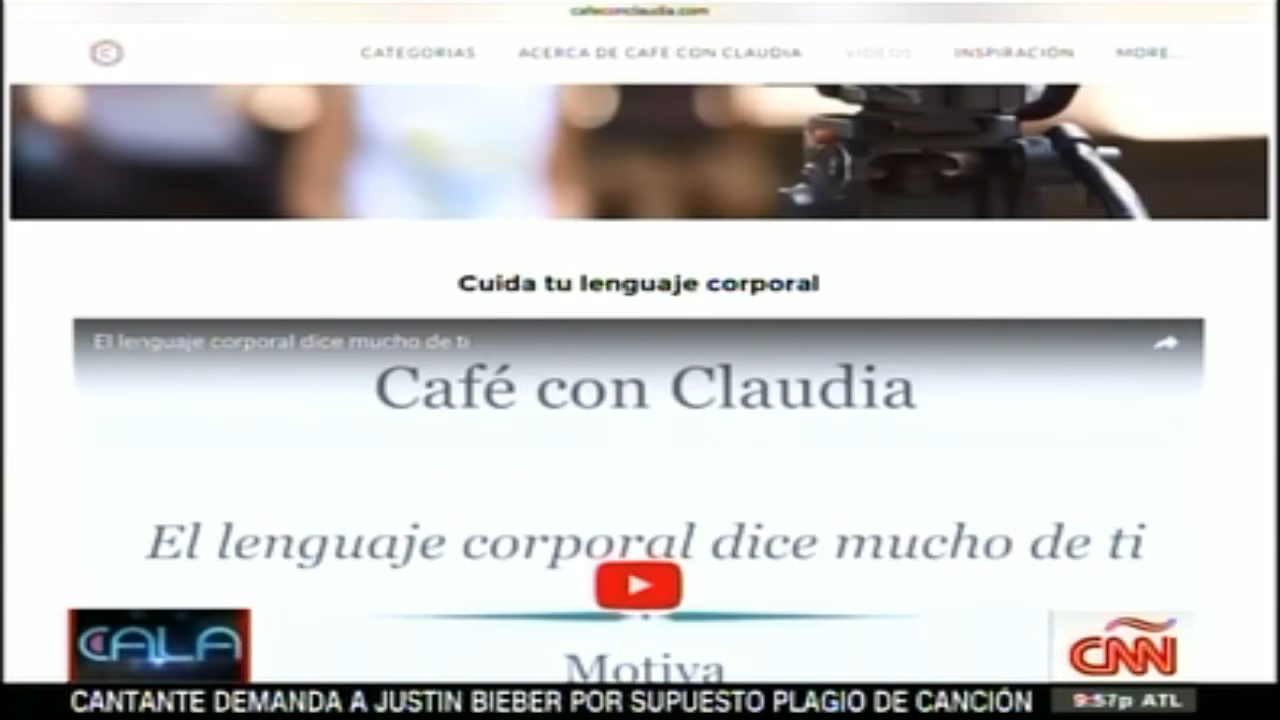 cafeconclaudia.com
CATEGORIAS ACERCA DE CAFE CON CLAUDIA VIDEOS INSPIRACIÓN MORE...
Cuida tu lenguaje corporal
El lenguaje corporal dice mucho de ti
Café con Claudia
El lenguaje corporal dice mucho de ti
Motiva
CALA
CNN
CANTANTE DEMANDA A JUSTIN BIEBER POR SUPUESTO PLAGIO DE CANCIÓN 9:57p ATL